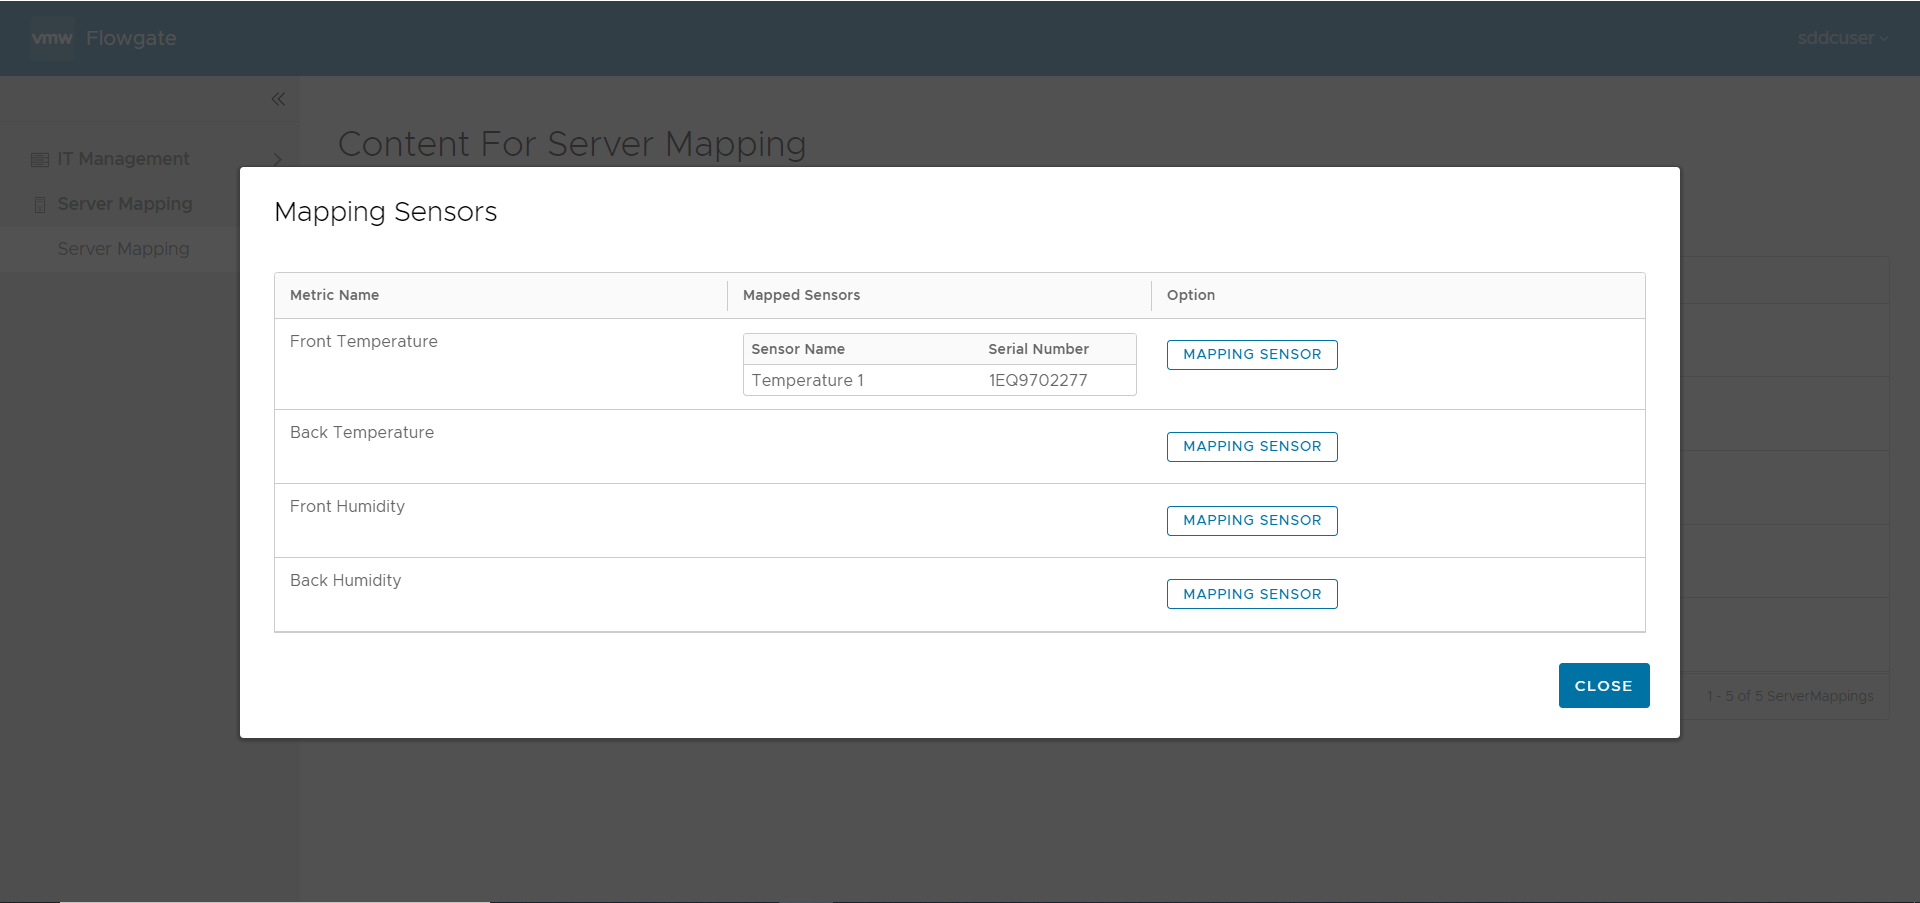 vmw Flowgate
sddcuser
Content For Server Mapping
IT Management
Server Mapping
Server Mapping
Mapping Sensors
Metric Name Mapped Sensors Option
Front Temperature
Sensor Name Serial Number
Temperature 1 1EQ9702277
MAPPING SENSOR
Back Temperature
MAPPING SENSOR
Front Humidity
MAPPING SENSOR
Back Humidity
MAPPING SENSOR
CLOSE
1 - 5 of 5 ServerMappings